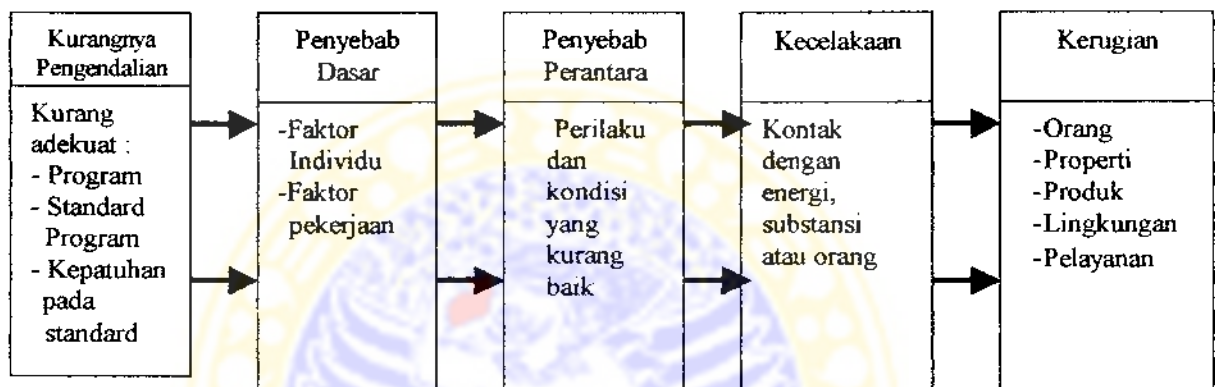 Kurangnya
Pengendalian
Kurang
adekuat :
- Program
- Standard
Program
- Kepatuhan
pada
standard
Penyebab
Dasar
-Faktor
Individu
-Faktor
pekerjaan
Penyebab
Perantara
Perilaku
dan
kondisi
yang
kurang
baik
Kecelakaan
Kontak
dengan
energi,
substansi
atau orang
Kerugian
-Orang
-Properti
-Produk
-Lingkungan
-Pelayanan